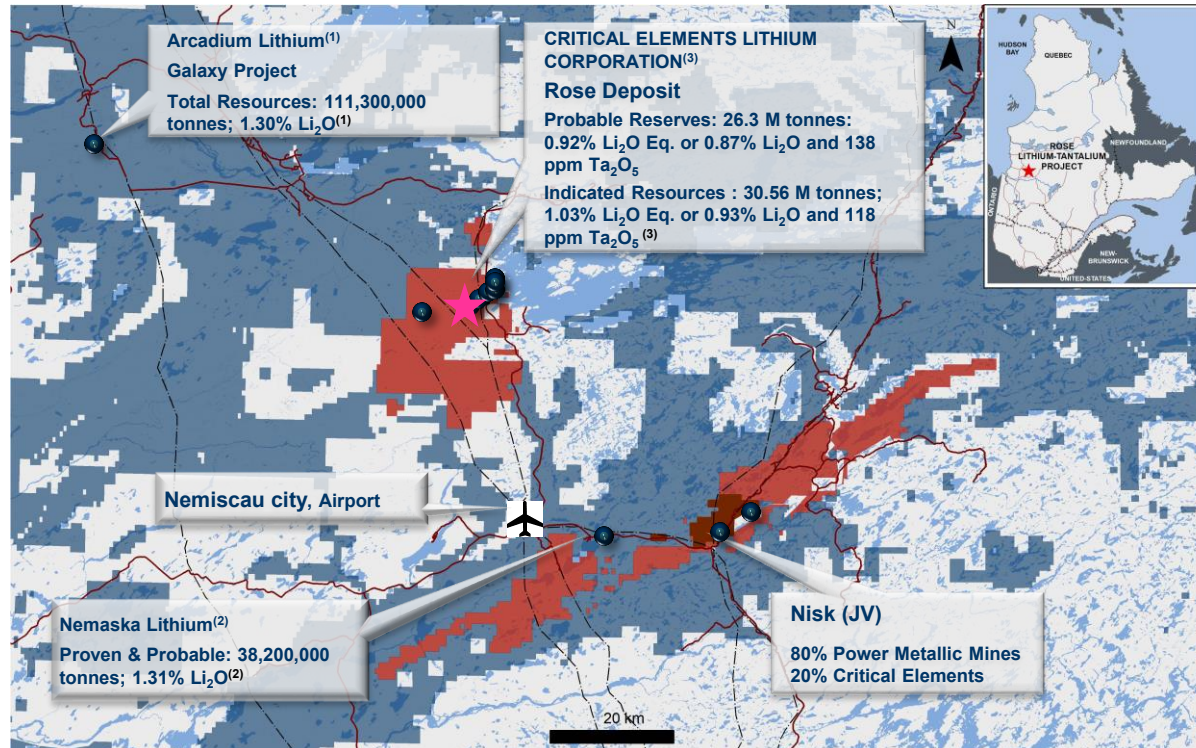 Arcadium Lithium(1)
Galaxy Project
Total Resources: 111,300,000
tonnes; 1.30% Li₂O(1)
CRITICAL ELEMENTS LITHIUM
CORPORATION(3)
Rose Deposit
Probable Reserves: 26.3 M tonnes:
0.92% Li₂O Eq. or 0.87% Li₂O and 138
ppm Ta₂O₅
Indicated Resources : 30.56 M tonnes;
1.03% Li₂O Eq. or 0.93% Li₂O and 118
ppm Ta₂O₅ (3)
N
HUDSON
BAY
QUEBEC
NEWFOUNDLAND
ROSE
LITHIUM-TANTALIUM
PROJECT
ONTARIO
NEW-
BRUNSWICK
UNITED-STATES
Nemiscau city, Airport
Nemaska Lithium(2)
Proven & Probable: 38,200,000
tonnes; 1.31% Li₂O(2)
Nisk (JV)
80% Power Metallic Mines
20% Critical Elements
20 km